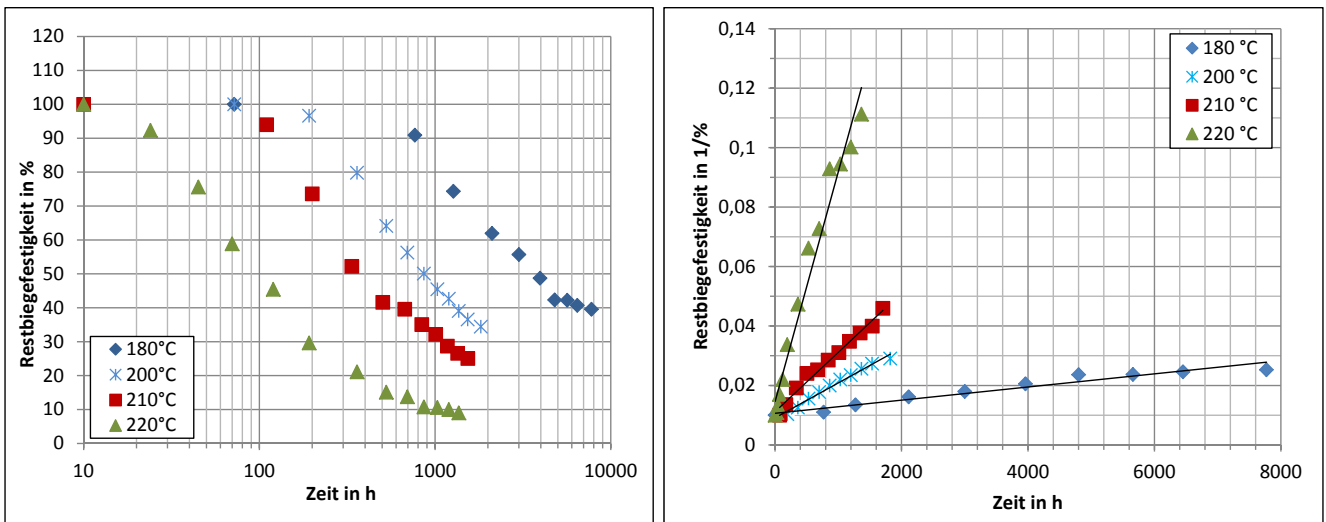 Restbiegefestigkeit in %
120
100
90
80
70
60
50
40
30
20
10
0
180°C
200°C
210°C
220°C
10
100
1000
10000
Zeit in h
Restbiegefestigkeit in 1/%
0,14
0,12
0,1
0,08
0,06
0,04
0,02
0
180 °C
200 °C
210 °C
220 °C
0
2000
4000
6000
8000
Zeit in h